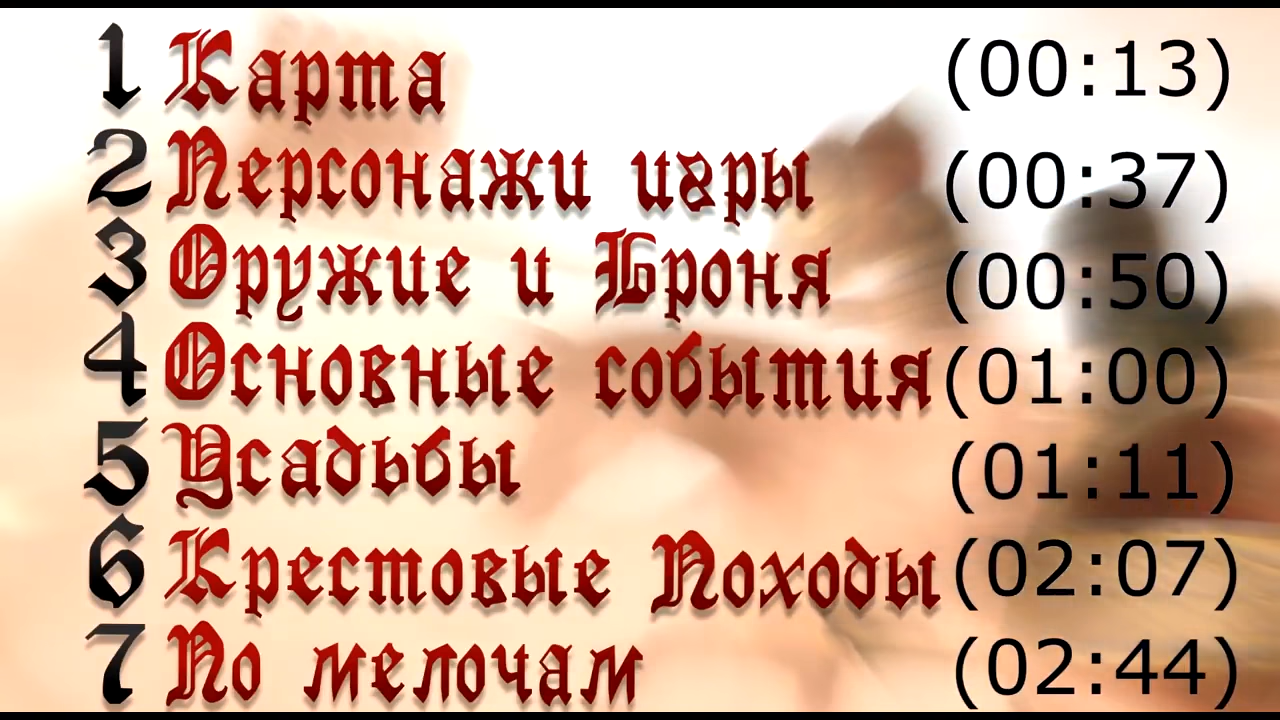 1 Карта (00:13)
2 Персонажи игры (00:37)
3 Оружие и Броня (00:50)
4 Основные события (01:00)
5 Усадьбы (01:11)
6 Крестовые Походы (02:07)
7 По мелочам (02:44)